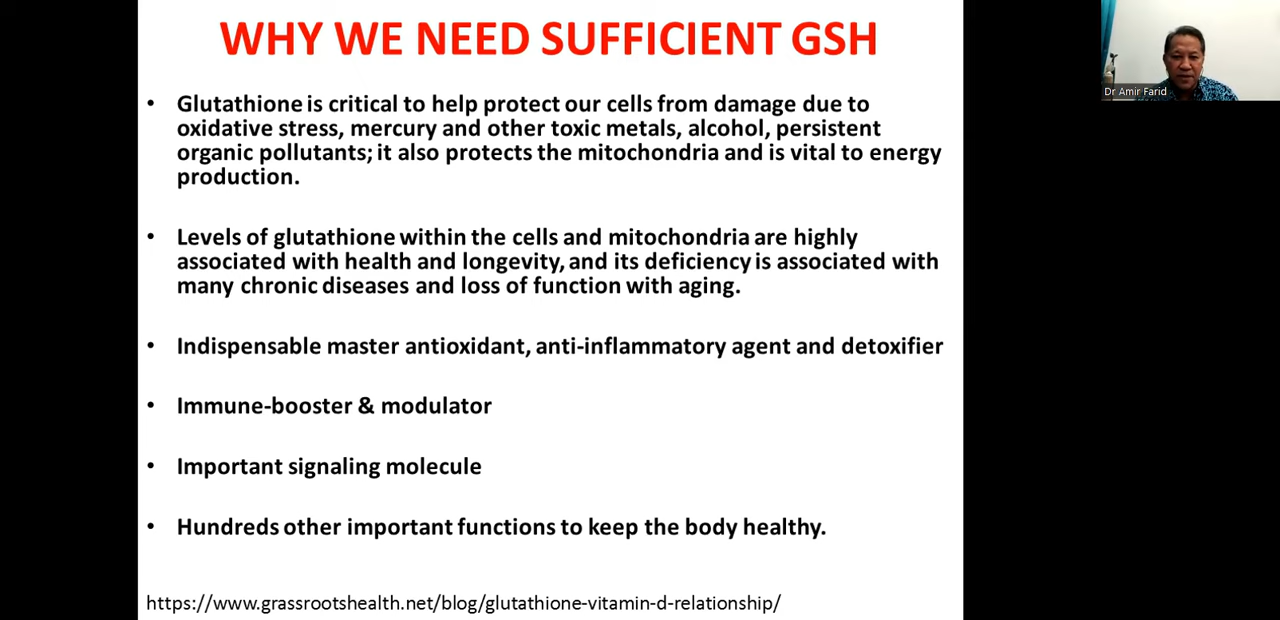 WHY WE NEED SUFFICIENT GSH
• Glutathione is critical to help protect our cells from damage due to
oxidative stress, mercury and other toxic metals, alcohol, persistent
organic pollutants; it also protects the mitochondria and is vital to energy
production.
• Levels of glutathione within the cells and mitochondria are highly
associated with health and longevity, and its deficiency is associated with
many chronic diseases and loss of function with aging.
• Indispensable master antioxidant, anti-inflammatory agent and detoxifier
• Immune-booster & modulator
• Important signaling molecule
• Hundreds other important functions to keep the body healthy.
https://www.grassrootshealth.net/blog/glutathione-vitamin-d-relationship/
Dr Amir Farid